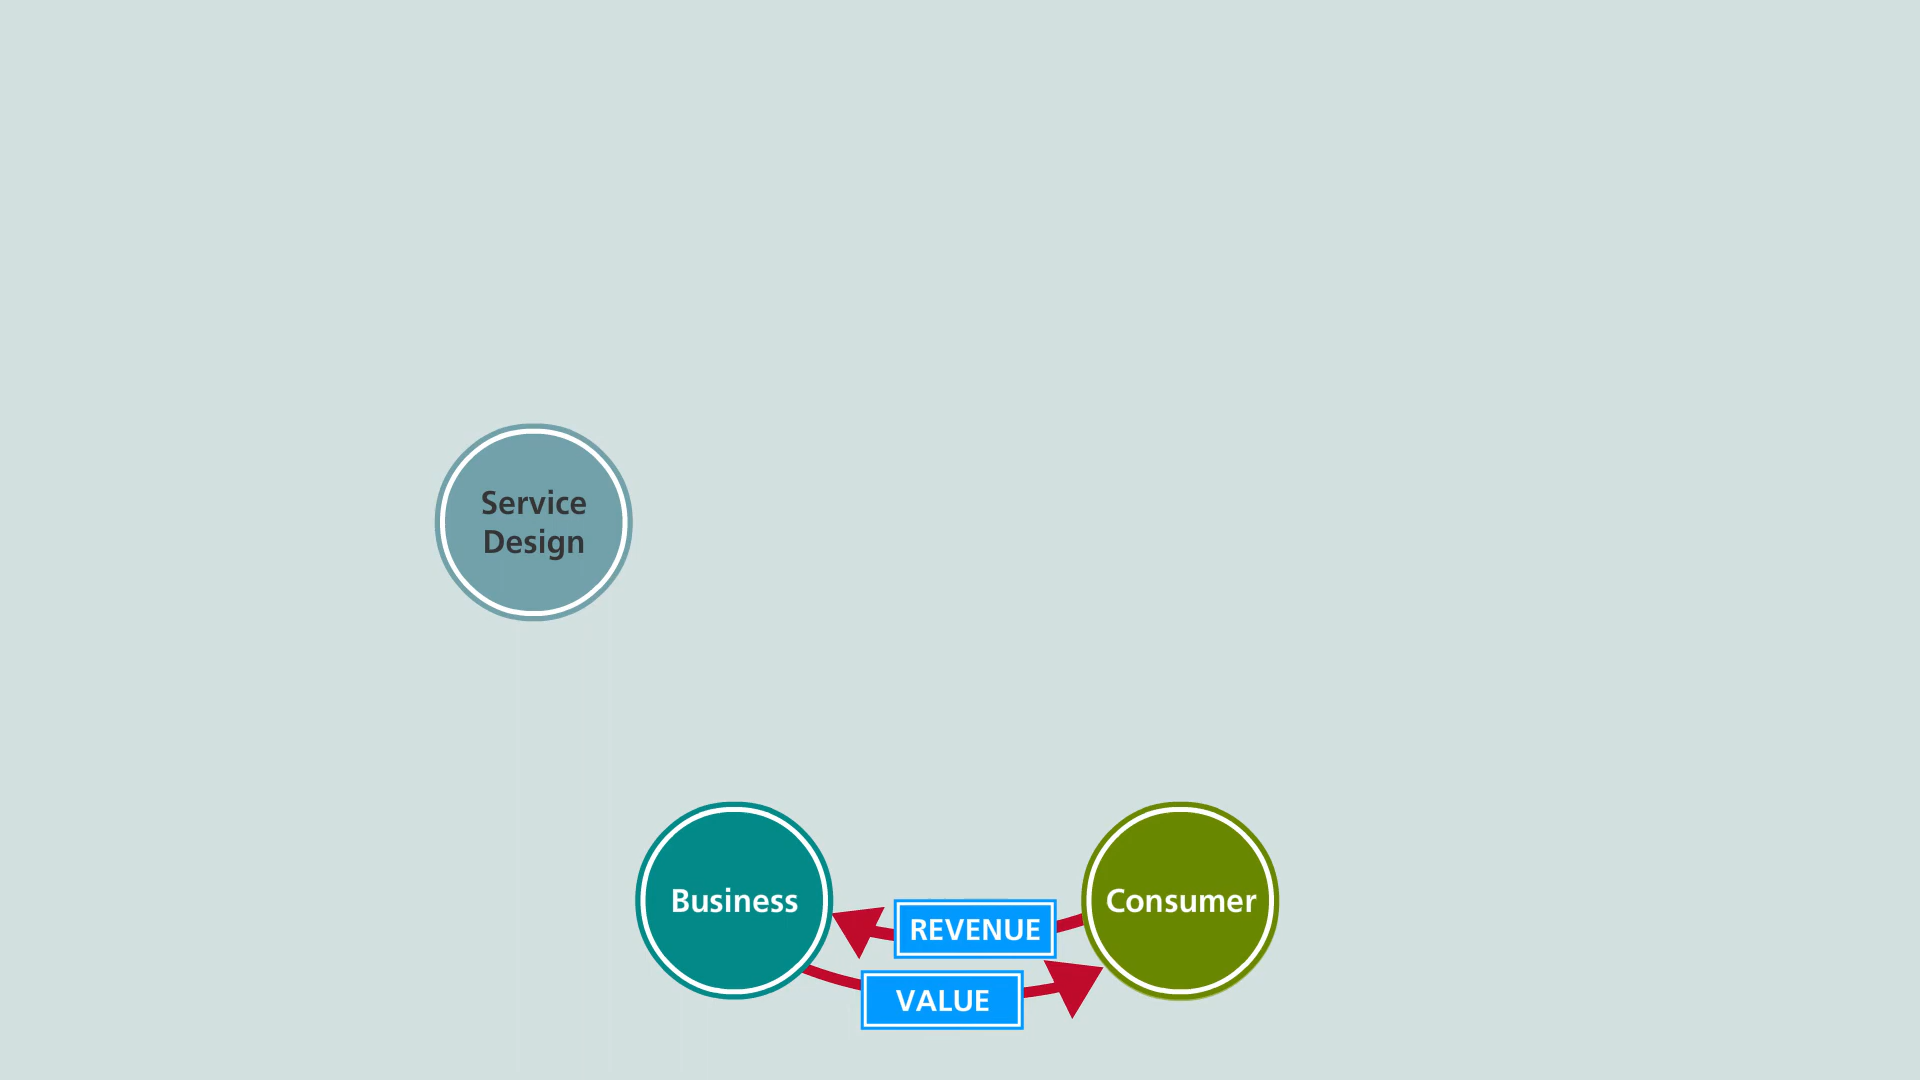 Service
Design
Business
Consumer
REVENUE
VALUE